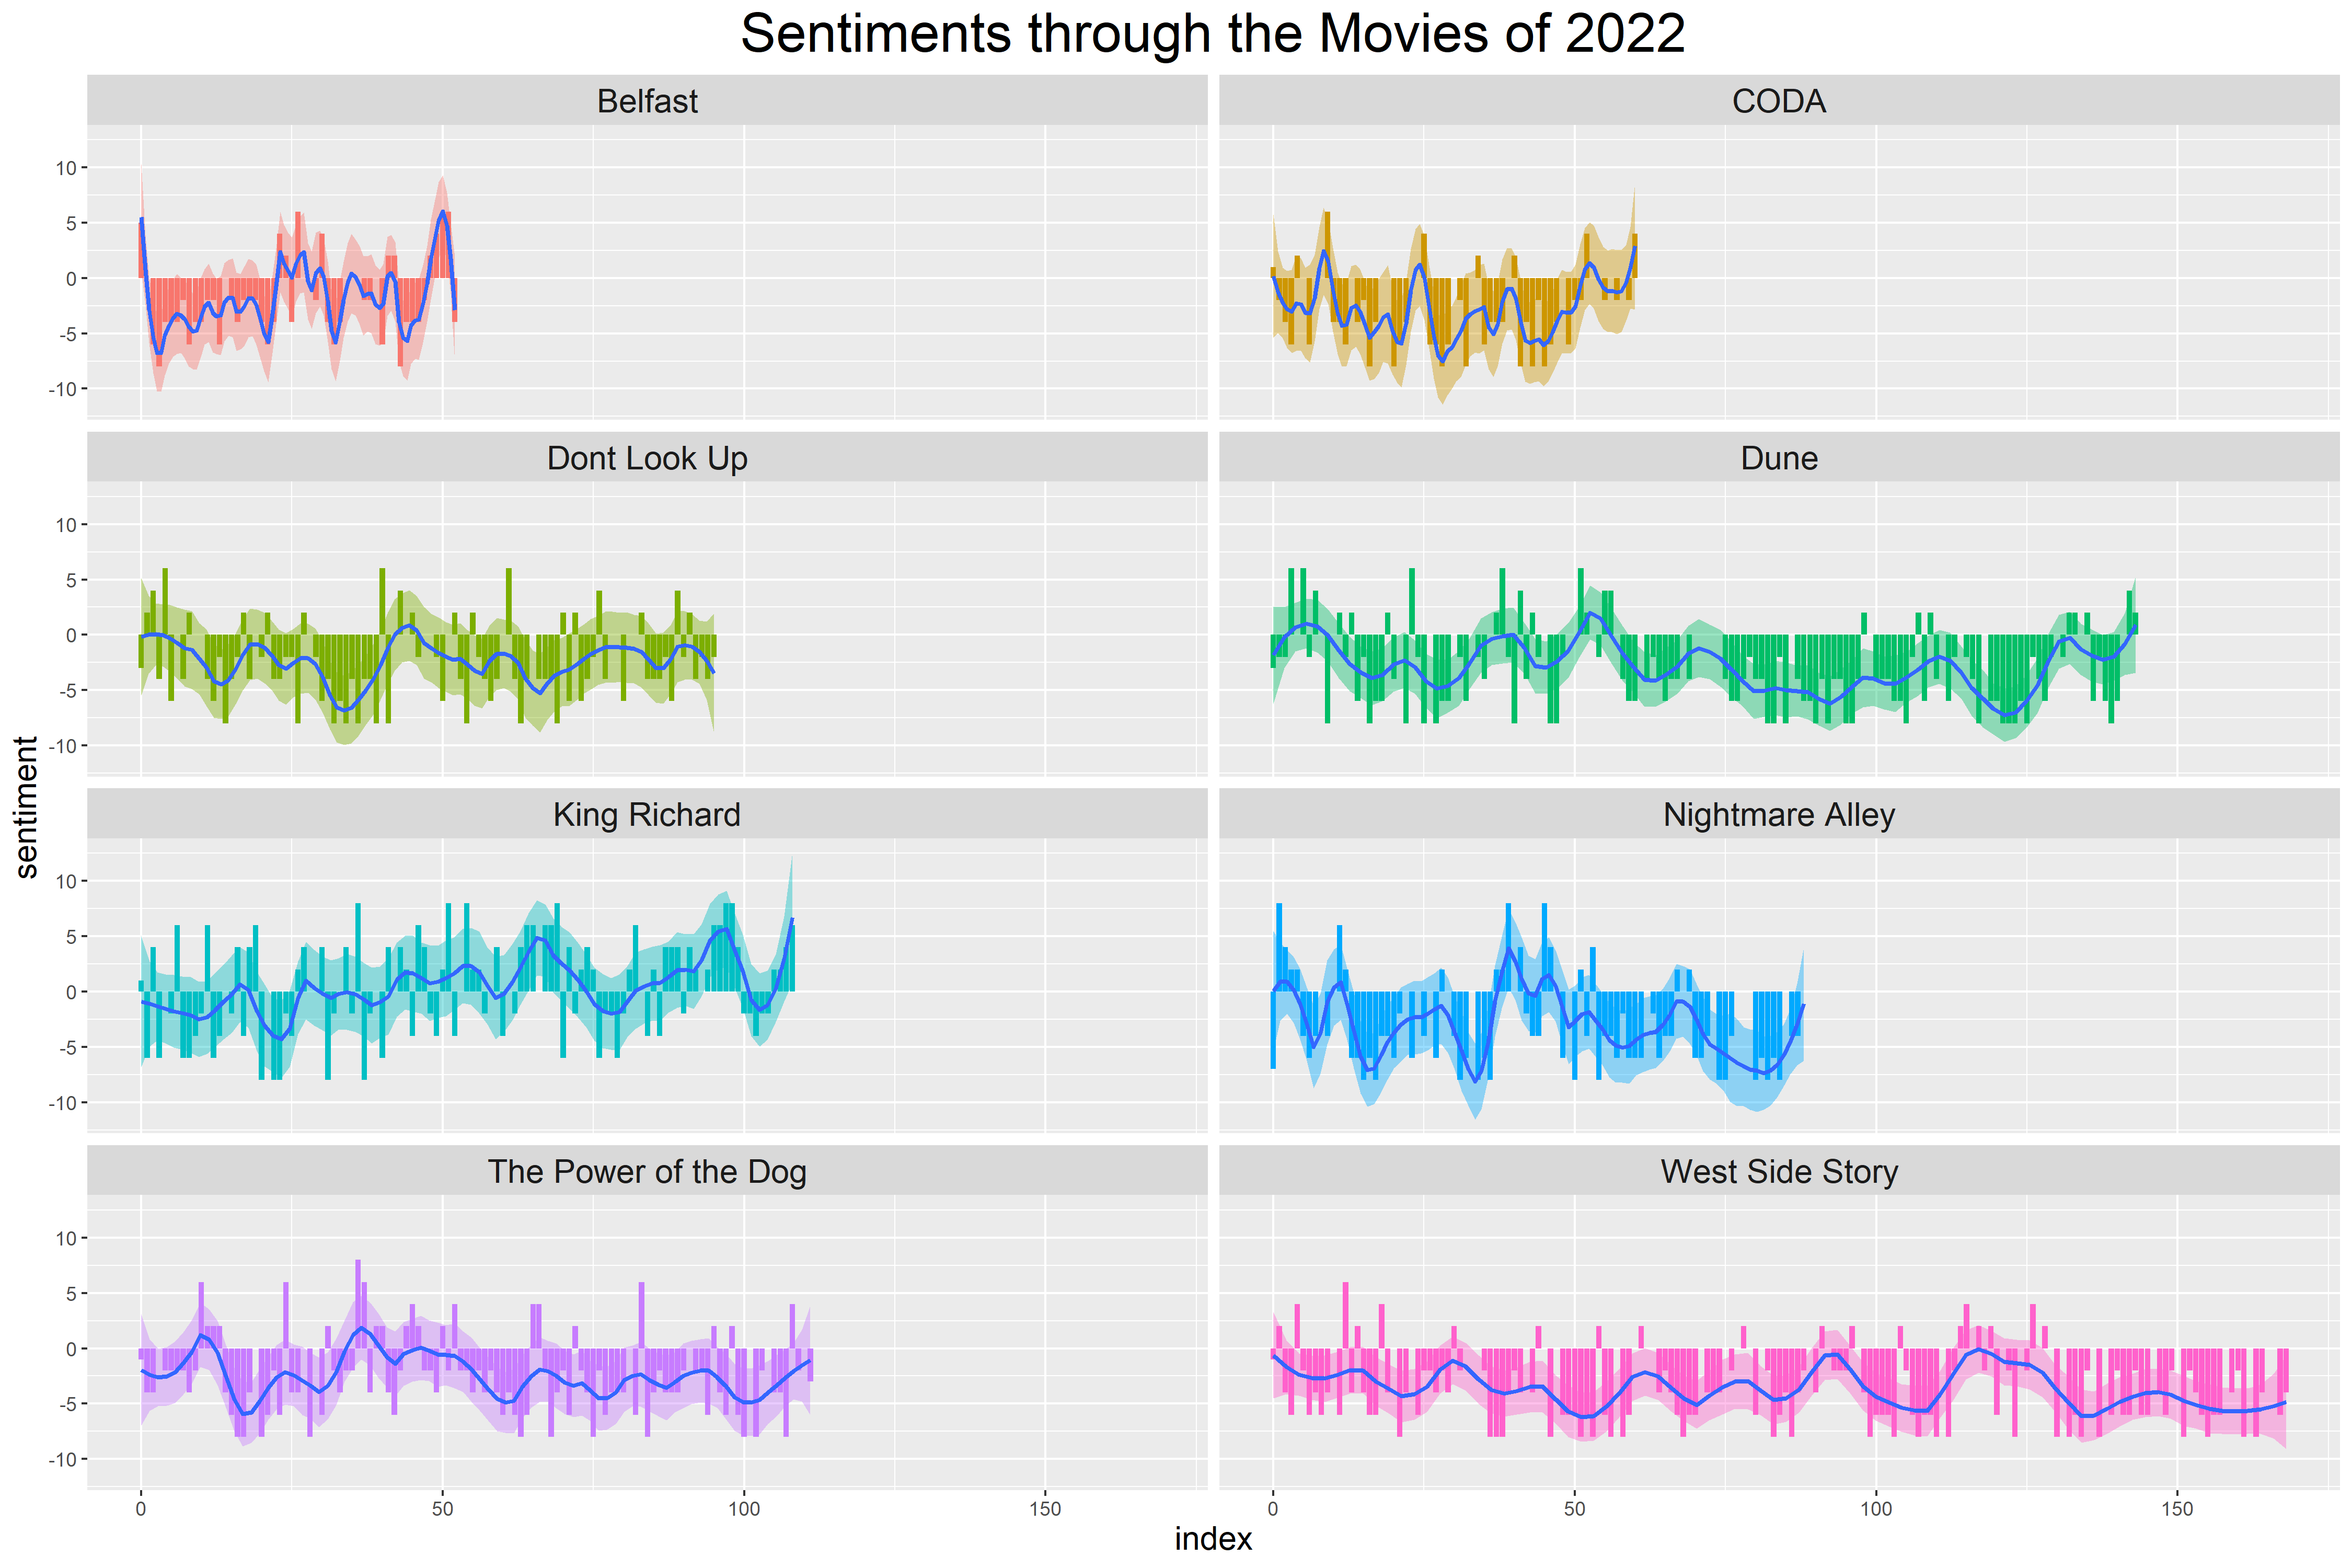 Sentiments through the Movies of 2022
Belfast
CODA
10
5
0
-5
-10
Dont Look Up
Dune
10
5
0
-5
-10
sentiment
King Richard
Nightmare Alley
10
5
0
-5
-10
The Power of the Dog
West Side Story
10
5
0
-5
-10
0 50 100 150 0 50 100 150
index